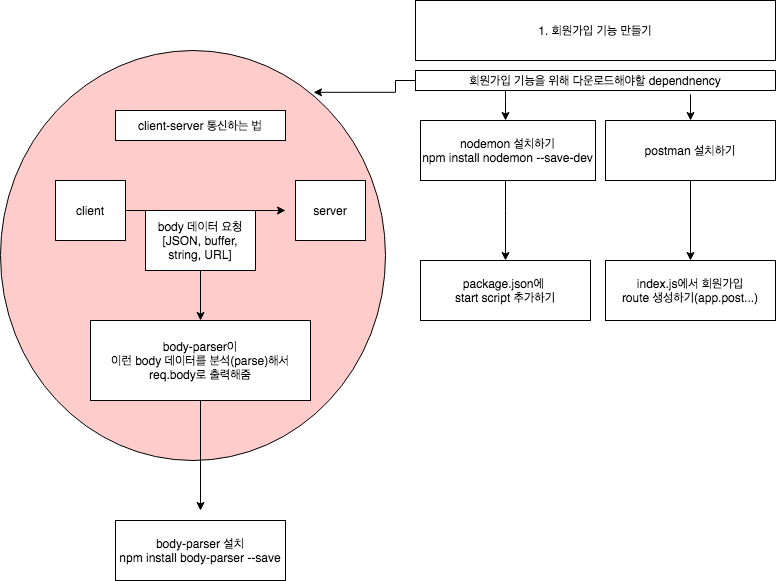 1. 회원가입 기능 만들기
회원가입 기능을 위해 다운로드해야할 dependnency
client-server 통신하는 법
client
server
body 데이터 요청
[JSON, buffer,
string, URL]
body-parser이
이런 body 데이터를 분석(parse)해서
req.body로 출력해줌
body-parser 설치
npm install body-parser --save
nodemon 설치하기
npm install nodemon --save-dev
package.json에
start script 추가하기
postman 설치하기
index.js에서 회원가입
route 생성하기(app.post...)